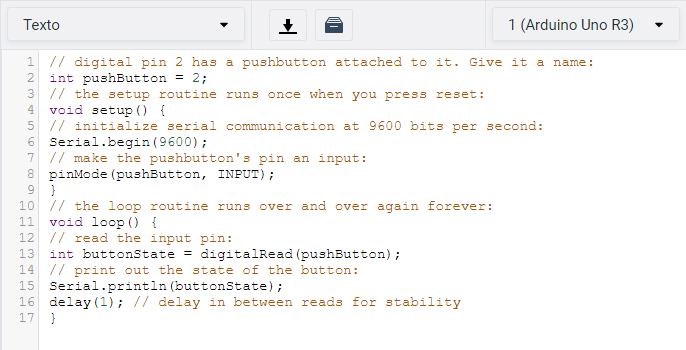 Texto
1 (Arduino Uno R3)
1 // digital pin 2 has a pushbutton attached to it. Give it a name:
2 int pushButton = 2;
3 // the setup routine runs once when you press reset:
4 void setup() {
5 // initialize serial communication at 9600 bits per second:
6 Serial.begin(9600);
7 // make the pushbutton's pin an input:
8 pinMode(pushButton, INPUT);
9 }
10 // the loop routine runs over and over again forever:
11 void loop() {
12 // read the input pin:
13 int buttonState = digitalRead(pushButton);
14 // print out the state of the button:
15 Serial.println(buttonState);
16 delay(1); // delay in between reads for stability
17 }